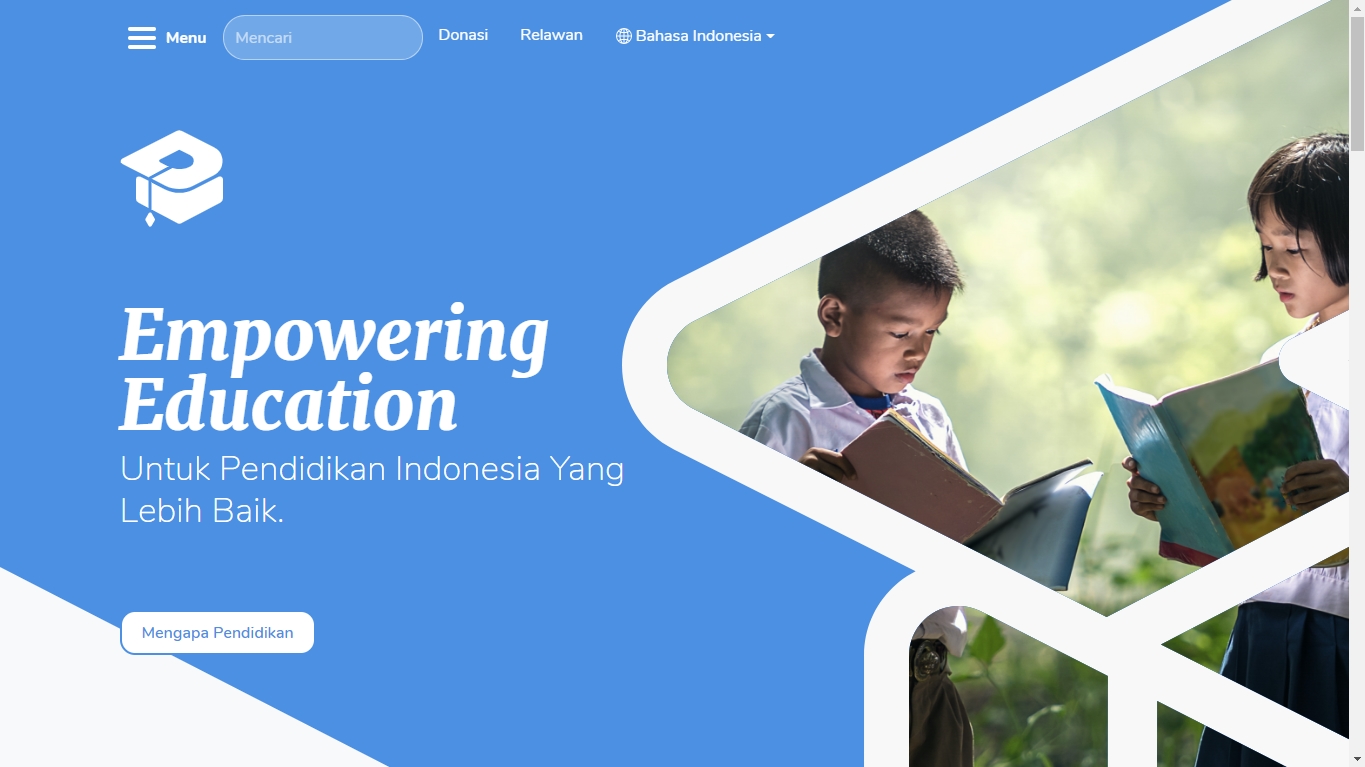 Menu
Mencari
Donasi
Relawan
Bahasa Indonesia
Empowering
Education
Untuk Pendidikan Indonesia Yang
Lebih Baik.
Mengapa Pendidikan